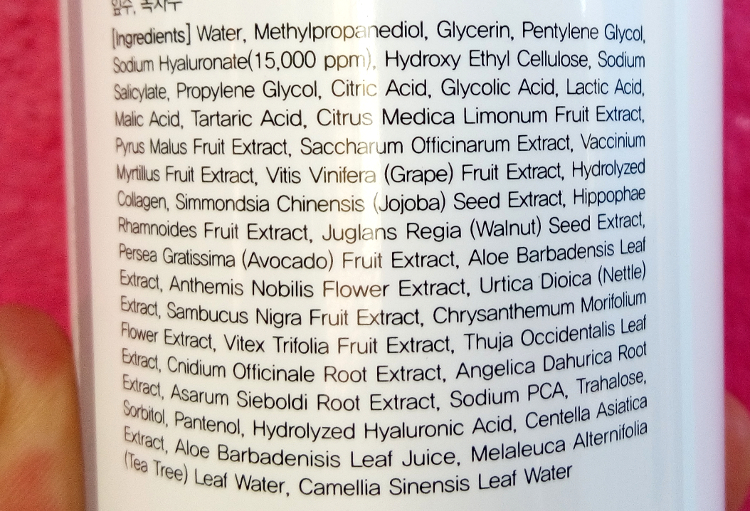 [Ingredients] Water, Methylpropanediol, Glycerin, Pentylene Glycol,
Sodium Hyaluronate(15,000 ppm), Hydroxy Ethyl Cellulose, Sodium
Salicylate, Propylene Glycol, Citric Acid, Glycolic Acid, Lactic Acid,
Malic Acid, Tartaric Acid, Citrus Medica Limonum Fruit Extract,
Pyrus Malus Fruit Extract, Saccharum Officinarum Extract, Vaccinium
Myrtillus Fruit Extract, Vitis Vinifera (Grape) Fruit Extract, Hydrolyzed
Collagen, Simmondsia Chinensis (Jojoba) Seed Extract, Hippophae
Rhamnoides Fruit Extract, Juglans Regia (Walnut) Seed Extract,
Persea Gratissima (Avocado) Fruit Extract, Aloe Barbadensis Leaf
Extract, Anthemis Nobilis Flower Extract, Urtica Dioica (Nettle)
Extract, Sambucus Nigra Fruit Extract, Chrysanthemum Morifolium
Flower Extract, Vitex Trifolia Fruit Extract, Thuja Occidentalis Leaf
Extract, Cnidium Officinale Root Extract, Angelica Dahurica Root
Extract, Asarum Sieboldi Root Extract, Sodium PCA, Trahalose,
Sorbitol, Pantenol, Hydrolyzed Hyaluronic Acid, Centella Asiatica
Extract, Aloe Barbadenisis Leaf Juice, Melaleuca Alternifolia
(Tea Tree) Leaf Water, Camellia Sinensis Leaf Water